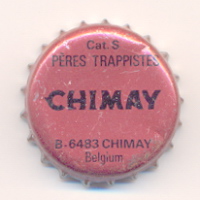 Cat. S
PERES TRAPPISTES
CHIMAY
B-6483 CHIMAY
Belgium